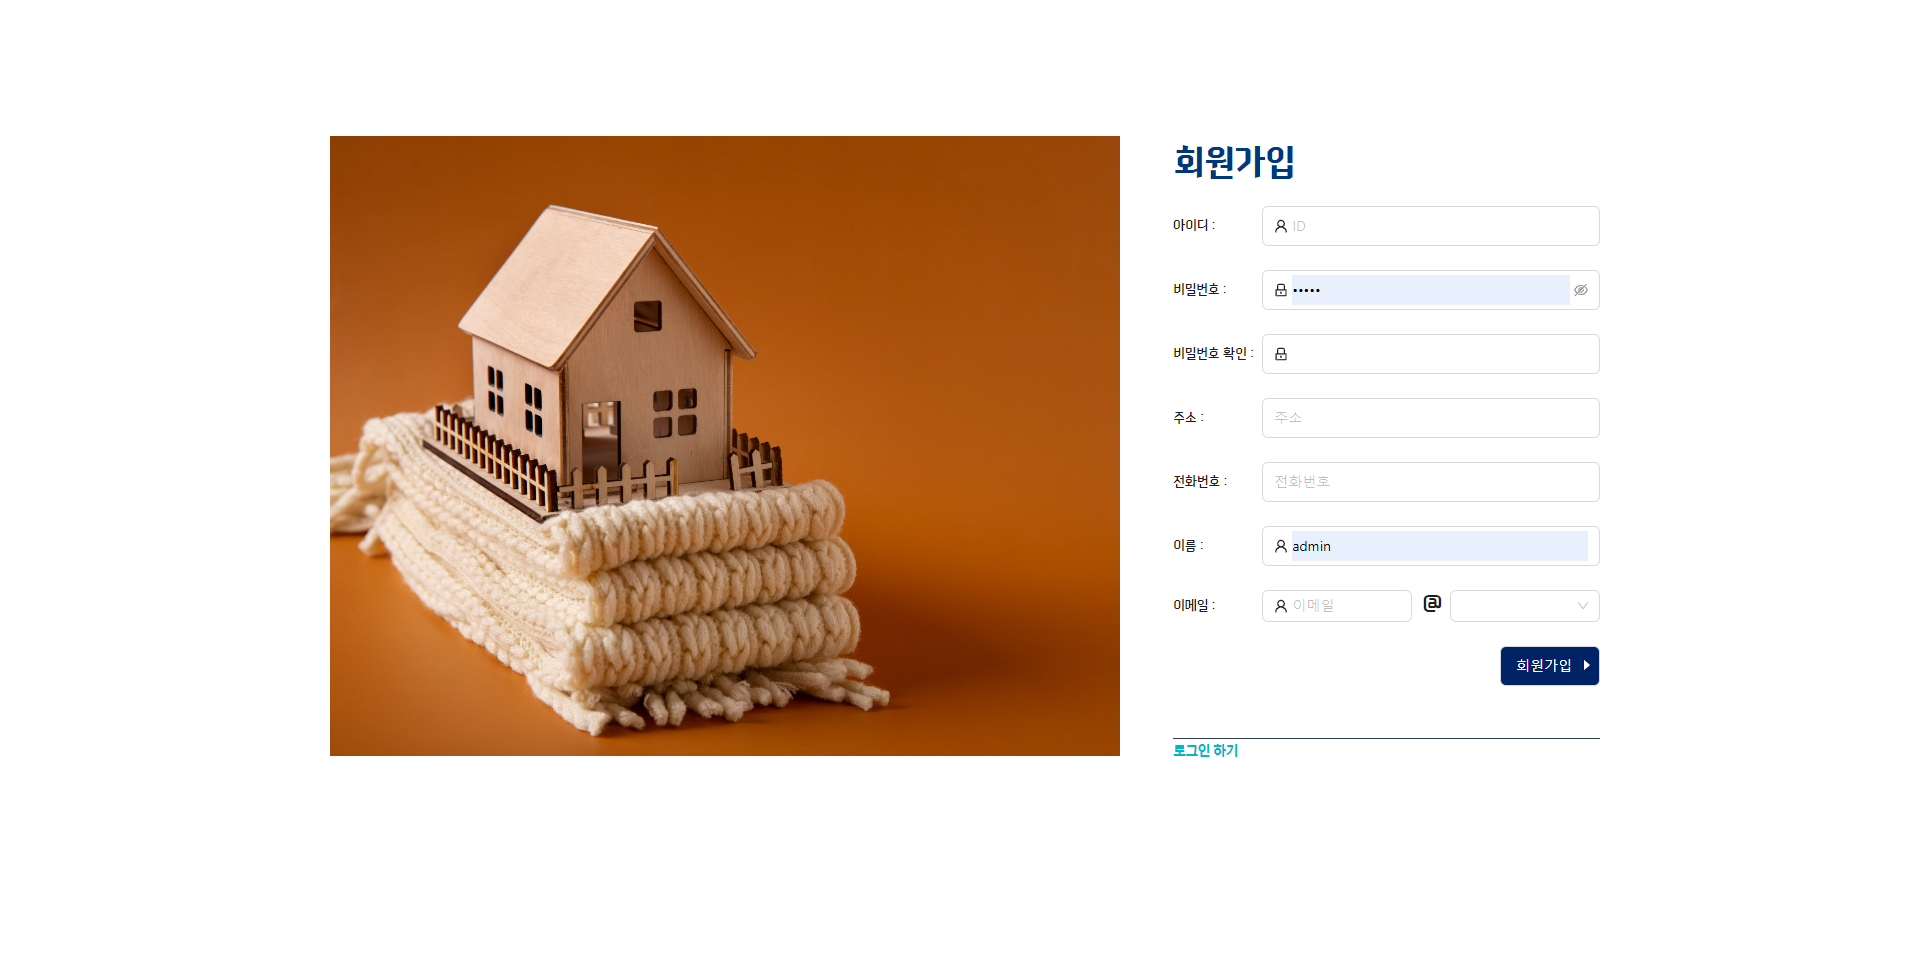 회원가입
아이디 :
ID
비밀번호 :
•••••
비밀번호 확인 :
주소 :
주소
전화번호 :
전화번호
이름 :
admin
이메일 :
이메일 @
회원가입
로그인 하기